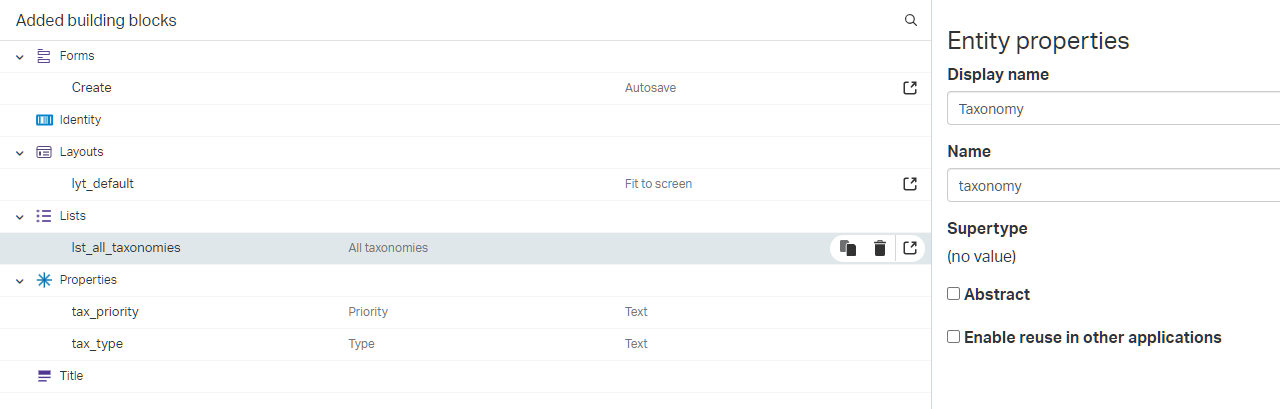 Added building blocks
Forms
Create Autosave
Identity
Layouts
lyt_default Fit to screen
Lists
lst_all_taxonomies All taxonomies
Properties
tax_priority Priority Text
tax_type Type Text
Title
Entity properties
Display name
Taxonomy
Name
taxonomy
Supertype
(no value)
Abstract
Enable reuse in other applications